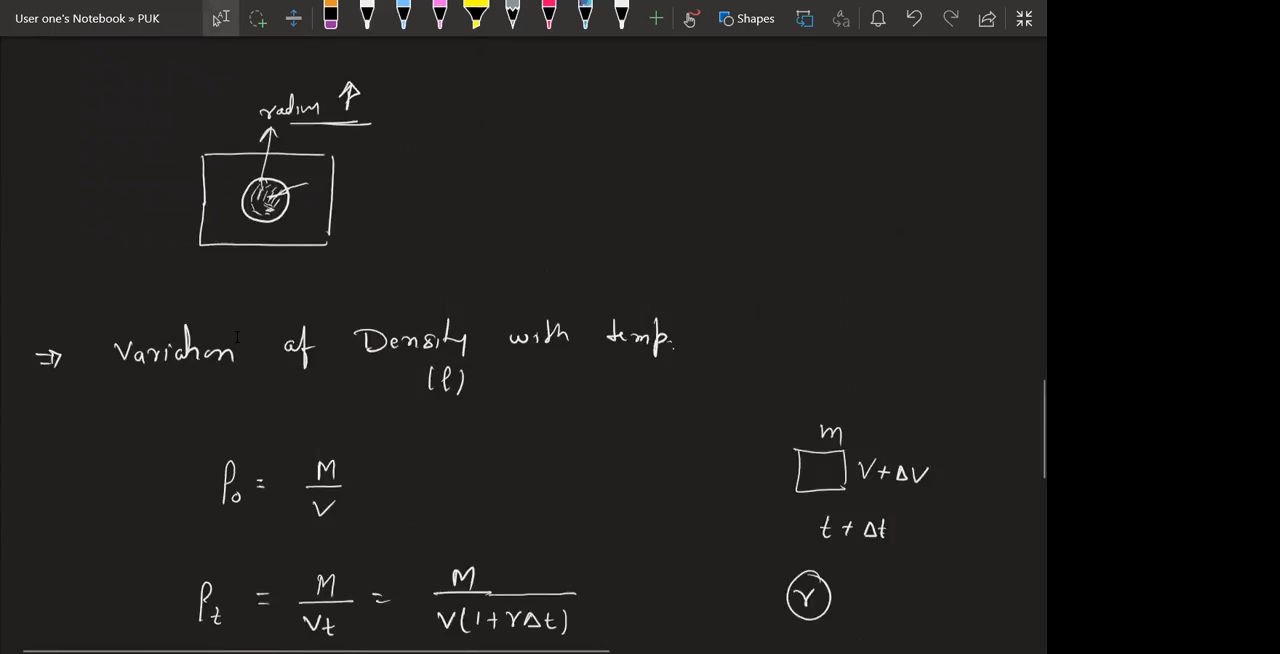 User one's Notebook » PUK
Shapes
radius ↑
⇒ Variation of Density with temp.
(ρ)
m
ρ₀ = M/V
V + ΔV
t + Δt
ρₜ = M/Vt = M/V(1+γΔt)
γ